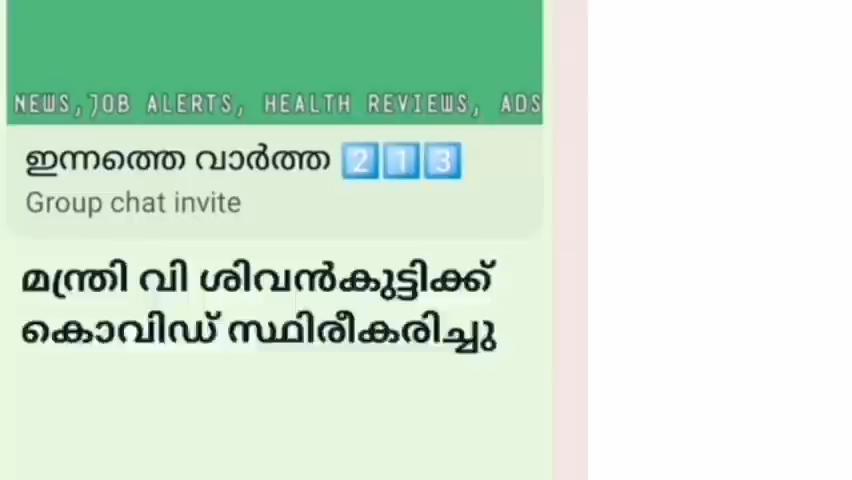 NEWS,JOB ALERTS, HEALTH REVIEWS, ADS
ഇന്നത്തെ വാർത്ത 2️⃣1️⃣3️⃣
Group chat invite
മന്ത്രി വി ശിവൻകുട്ടിക്ക്
കൊവിഡ് സ്ഥിരീകരിച്ചു